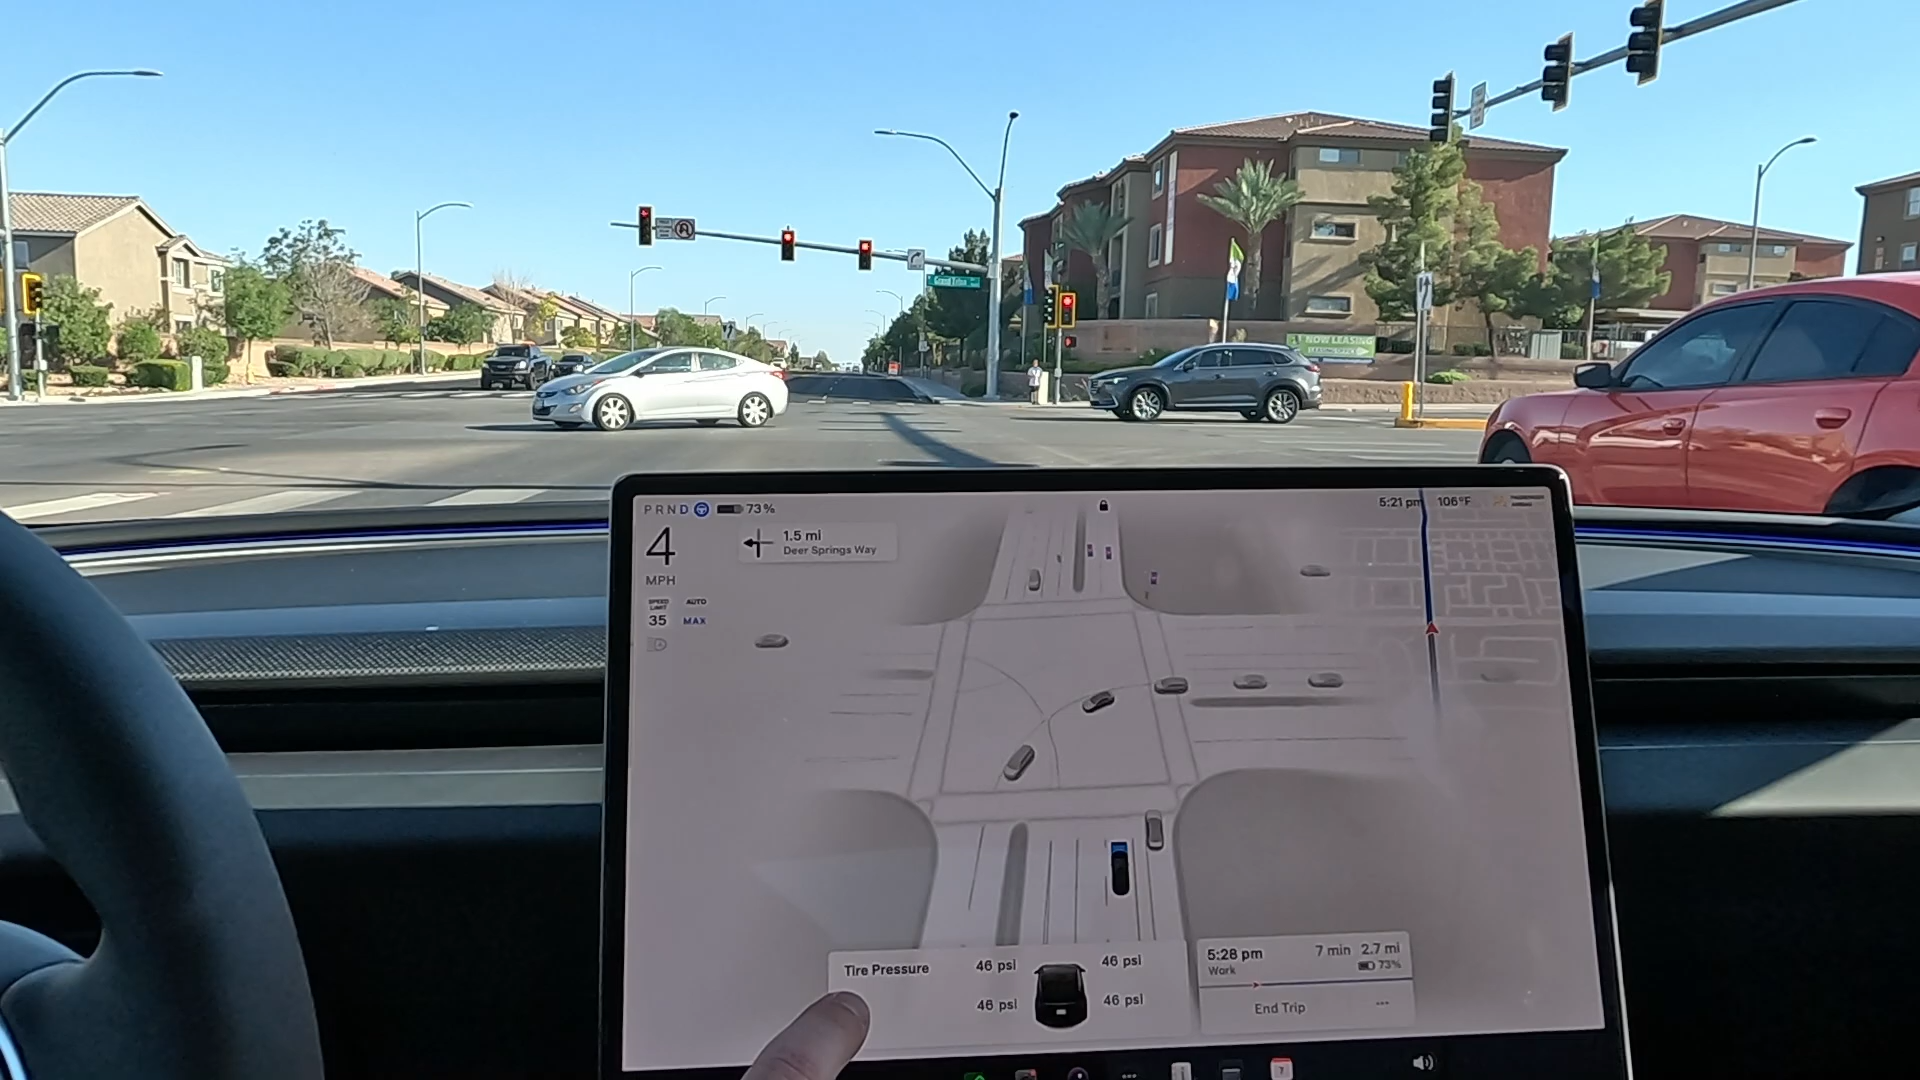 NOW LEASING
P R N D
73%
5:21 pm
106°F
4
MPH
1.5 mi
Deer Springs Way
SPEED
LIMIT
35
AUTO
MAX
Tire Pressure
46 psi
46 psi
46 psi
46 psi
5:28 pm
7 min
2.7 mi
Work
73%
End Trip
7